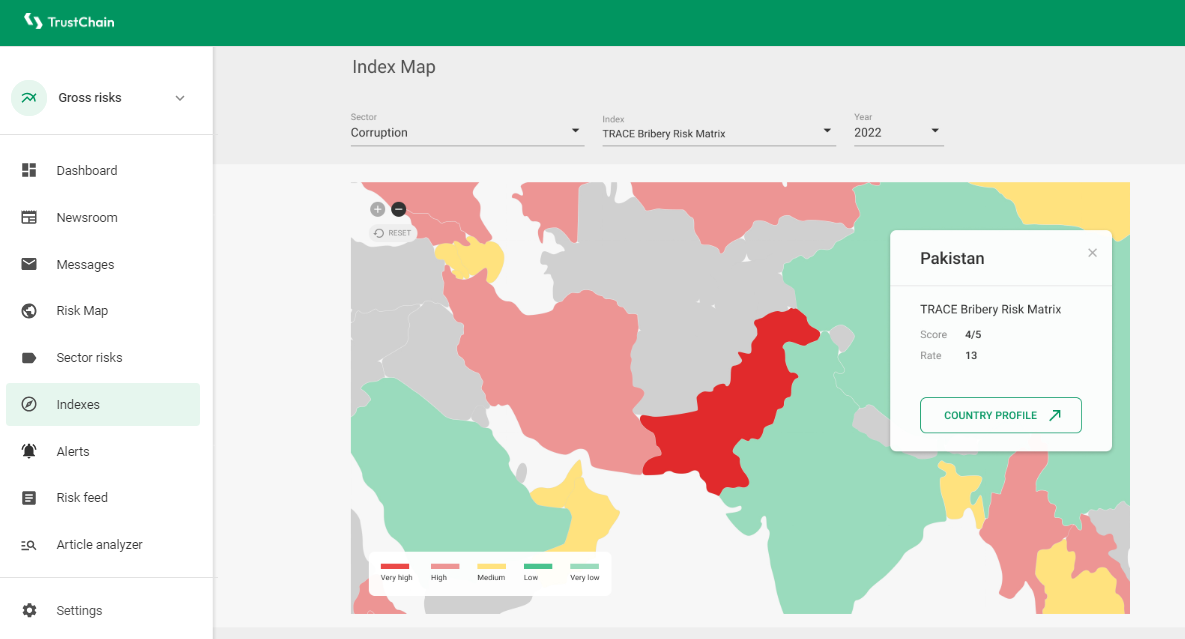 TrustChain
Gross risks
Dashboard
Newsroom
Messages
Risk Map
Sector risks
Indexes
Alerts
Risk feed
Article analyzer
Settings
Index Map
Sector
Corruption
Index
TRACE Bribery Risk Matrix
Year
2022
RESET
Pakistan
TRACE Bribery Risk Matrix
Score 4/5
Rate 13
COUNTRY PROFILE
Very high High Medium Low Very low